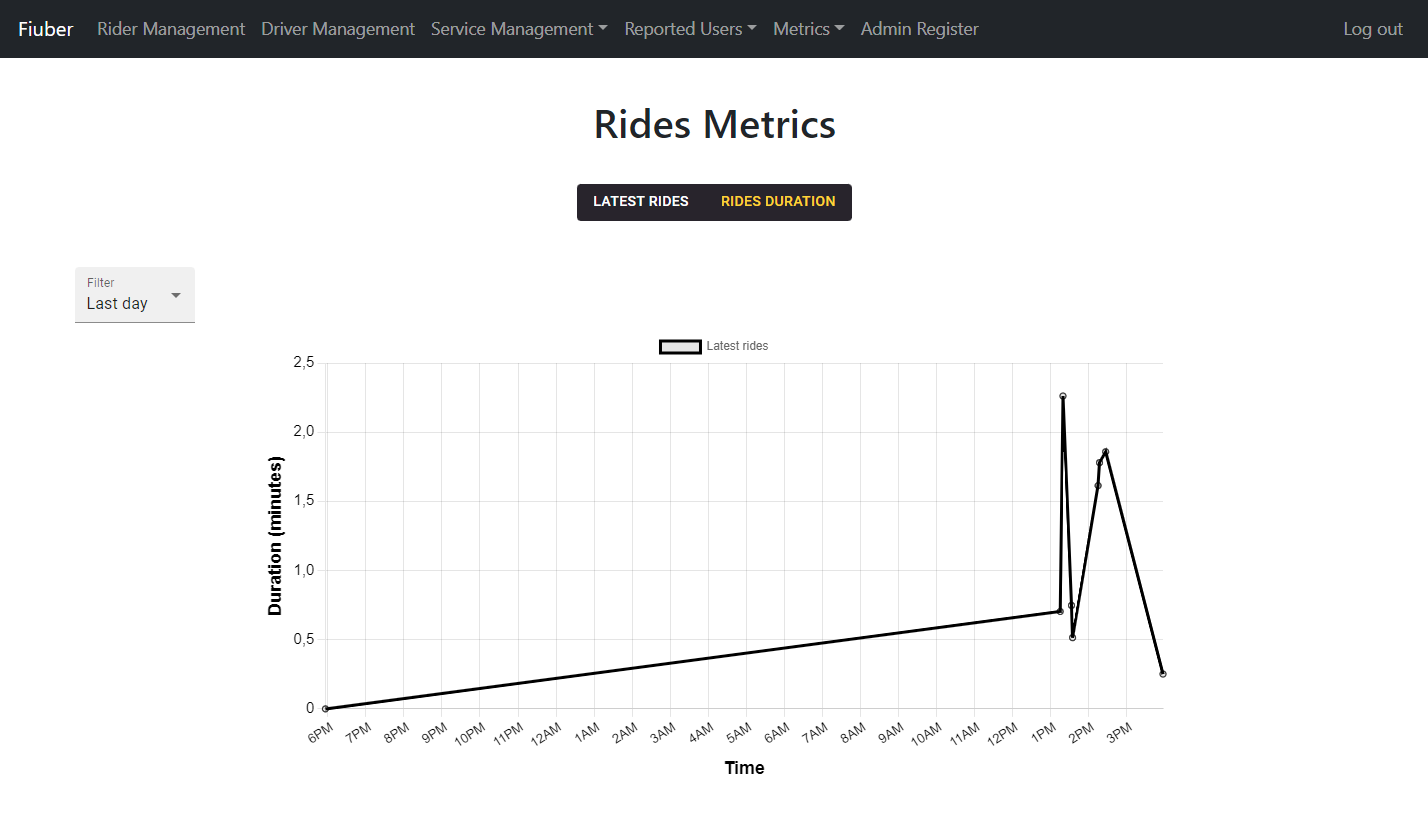 Fiuber Rider Management Driver Management Service Management Reported Users Metrics Admin Register Log out
Rides Metrics
LATEST RIDES RIDES DURATION
Filter
Last day
Latest rides
2,5
2,0
1,5
1,0
0,5
0
Duration (minutes)
6PM 7PM 8PM 9PM 10PM 11PM 12AM 1AM 2AM 3AM 4AM 5AM 6AM 7AM 8AM 9AM 10AM 11AM 12PM 1PM 2PM 3PM
Time